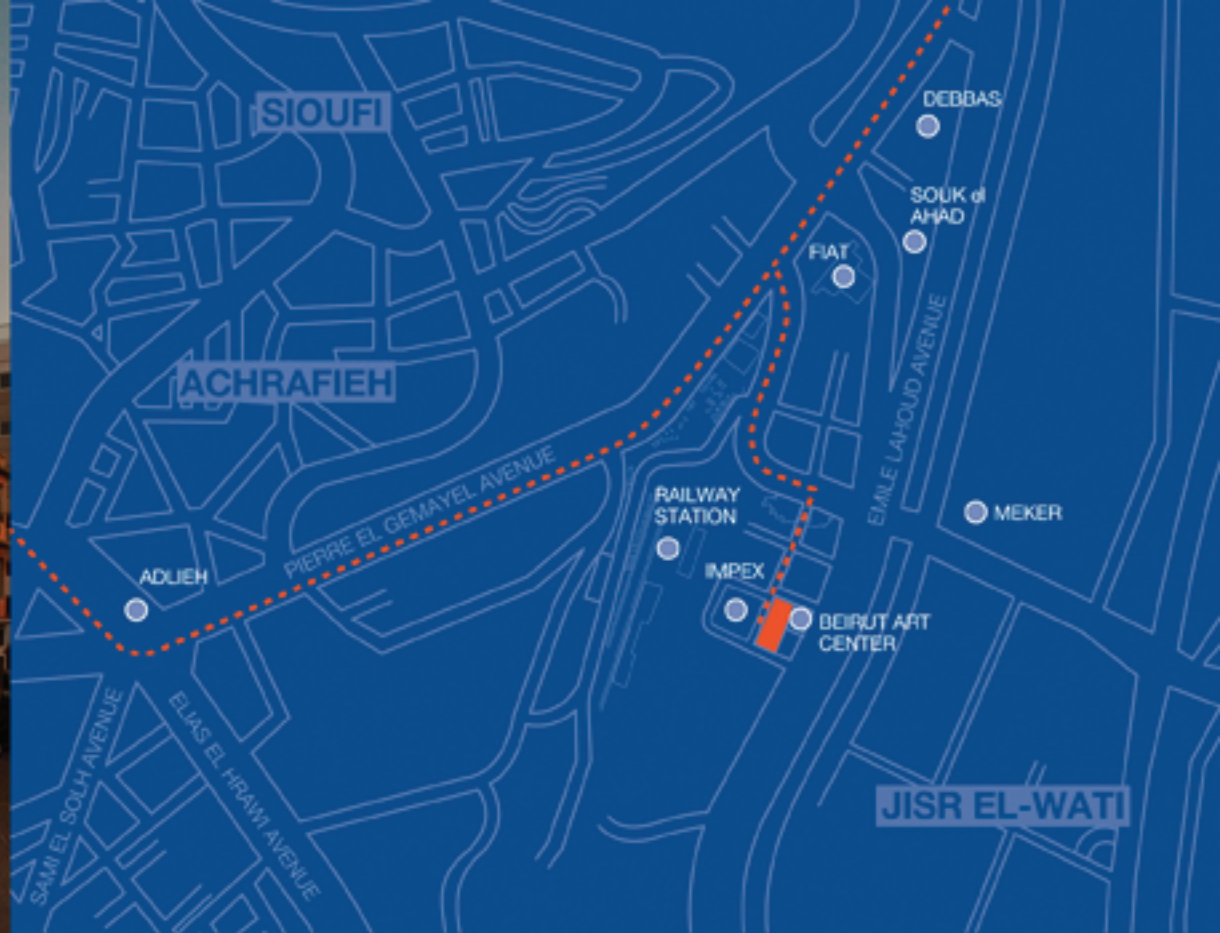 DEBBAS
SIOUFI
SOUK el
AHAD
FIAT
ACHRAFIEH
EMILE LAHOUD AVENUE
PIERRE EL GEMAYEL AVENUE
RAILWAY
STATION
MEKER
ADLIEH
IMPEX
BEIRUT ART
CENTER
SAMI EL SOLH AVENUE
ELIAS EL HRAWI AVENUE
JISR EL-WATI